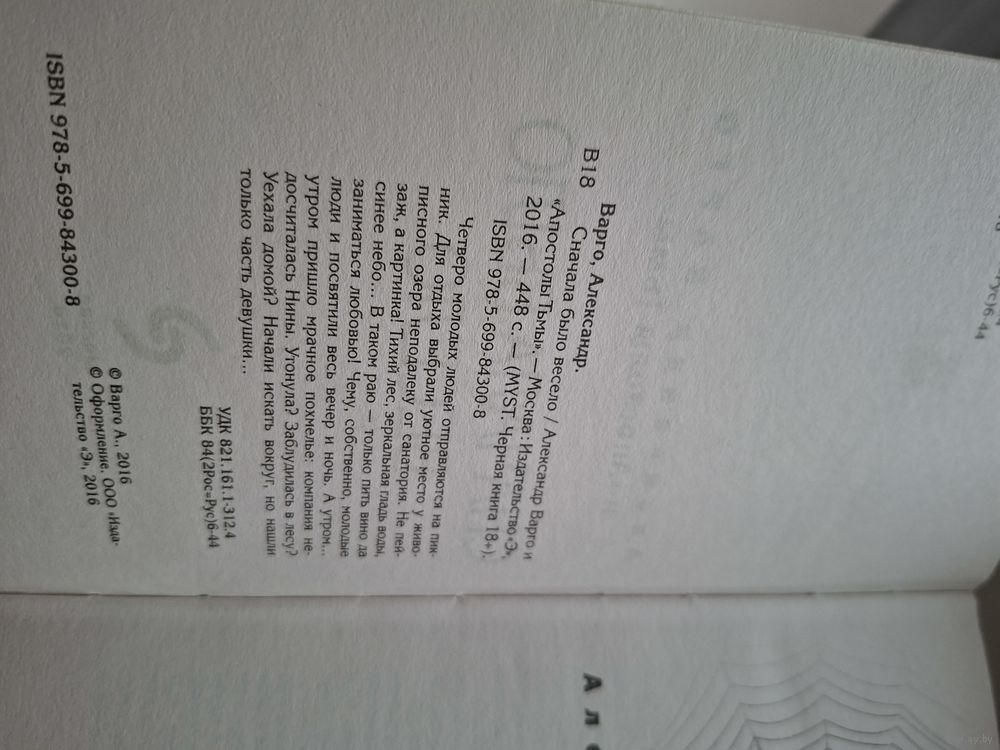 Рус)6-44
Варго, Александр.
В18 Сначала было весело / Александр Варго и
«Апостолы Тьмы». — Москва : Издательство «Э»,
2016. — 448 с. — (MYST. Черная книга 18+).
ISBN 978-5-699-84300-8
Четверо молодых людей отправляются на пик-
ник. Для отдыха выбрали уютное место у живо-
писного озера неподалеку от санатория. Не пей-
заж, а картинка! Тихий лес, зеркальная гладь воды,
синее небо... В таком раю — только пить вино да
заниматься любовью! Чему, собственно, молодые
люди и посвятили весь вечер и ночь. А утром...
утром пришло мрачное похмелье: компания не-
досчиталась Нины. Утонула? Заблудилась в лесу?
Уехала домой? Начали искать вокруг, но нашли
только часть девушки...
УДК 821.161.1-312.4
ББК 84(2Рос=Рус)6-44
© Варго А., 2016
© Оформление. ООО «Изда-
тельство «Э», 2016
ISBN 978-5-699-84300-8
Ал
ay.by